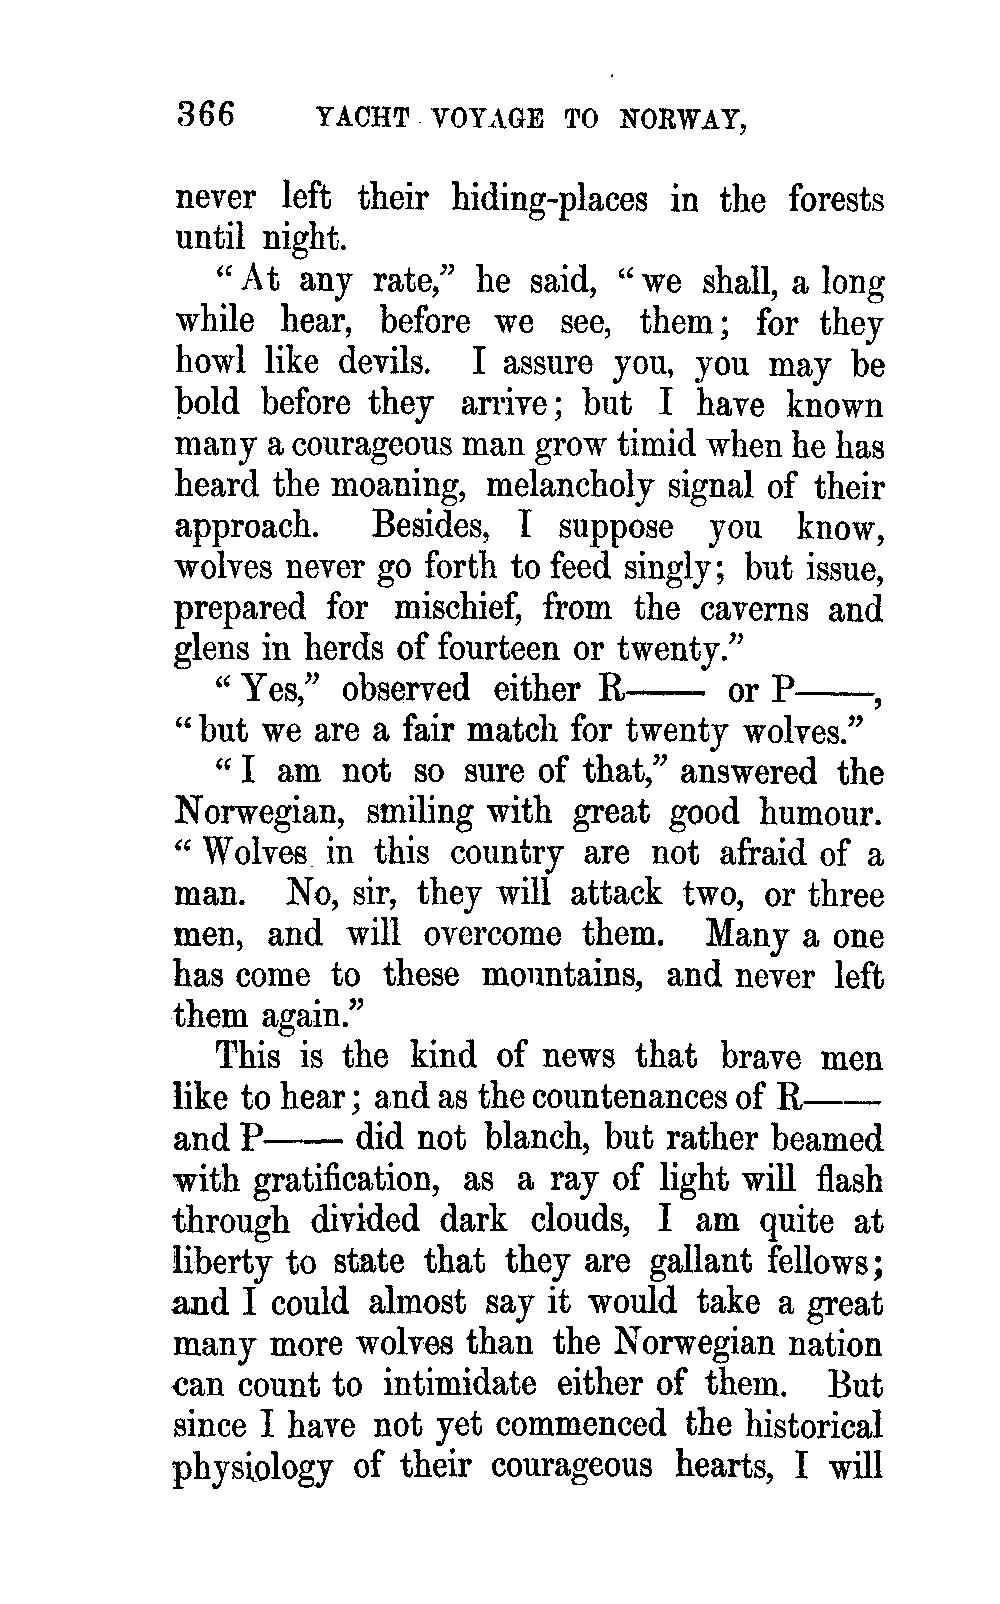 366 YACHT VOYAGE TO NORWAY,
never left their hiding-places in the forests
until night.
“At any rate,” he said, “we shall, a long
while hear, before we see, them; for they
howl like devils. I assure you, you may be
bold before they arrive; but I have known
many a courageous man grow timid when he has
heard the moaning, melancholy signal of their
approach. Besides, I suppose you know,
wolves never go forth to feed singly; but issue,
prepared for mischief, from the caverns and
glens in herds of fourteen or twenty.”
“Yes,” observed either R—— or P——,
“but we are a fair match for twenty wolves.”
“I am not so sure of that,” answered the
Norwegian, smiling with great good humour.
“Wolves in this country are not afraid of a
man. No, sir, they will attack two, or three
men, and will overcome them. Many a one
has come to these mountains, and never left
them again.”
This is the kind of news that brave men
like to hear; and as the countenances of R——
and P—— did not blanch, but rather beamed
with gratification, as a ray of light will flash
through divided dark clouds, I am quite at
liberty to state that they are gallant fellows;
and I could almost say it would take a great
many more wolves than the Norwegian nation
can count to intimidate either of them. But
since I have not yet commenced the historical
physiology of their courageous hearts, I will